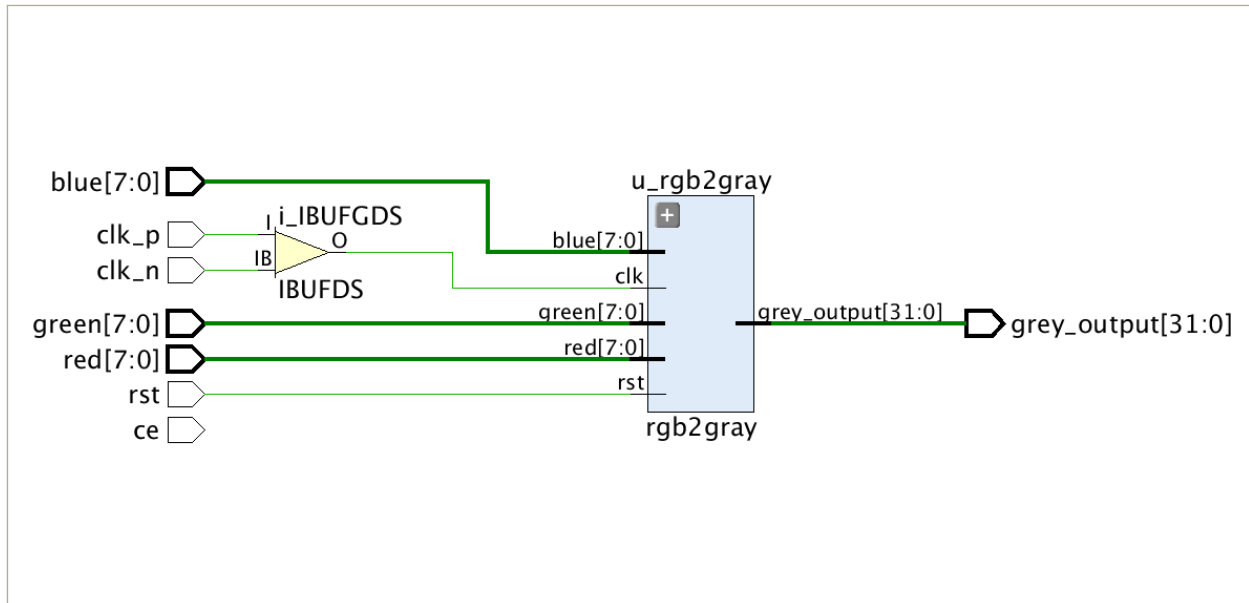 u_rgb2gray
blue[7:0]
i_IBUFGDS
I
clk_p
O
blue[7:0]
IB
clk_n
clk
IBUFDS
green[7:0]
grey_output[31:0]
green[7:0]
grey_output[31:0]
red[7:0]
red[7:0]
rst
rst
rgb2gray
ce